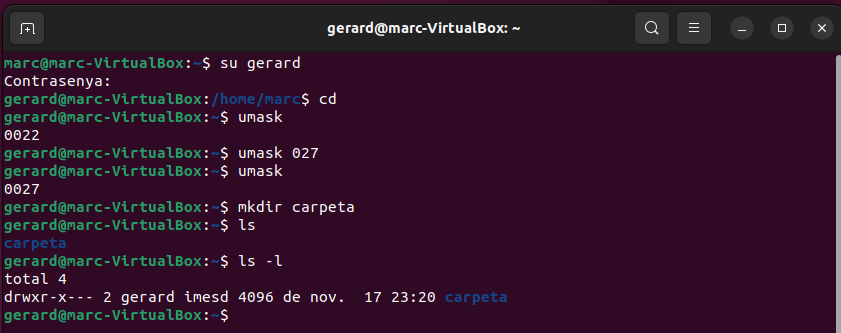 gerard@marc-VirtualBox: ~
marc@marc-VirtualBox:~$ su gerard
Contrasenya:
gerard@marc-VirtualBox:/home/marc$ cd
gerard@marc-VirtualBox:~$ umask
0022
gerard@marc-VirtualBox:~$ umask 027
gerard@marc-VirtualBox:~$ umask
0027
gerard@marc-VirtualBox:~$ mkdir carpeta
gerard@marc-VirtualBox:~$ ls
carpeta
gerard@marc-VirtualBox:~$ ls -l
total 4
drwxr-x--- 2 gerard imesd 4096 de nov.  17 23:20 carpeta
gerard@marc-VirtualBox:~$